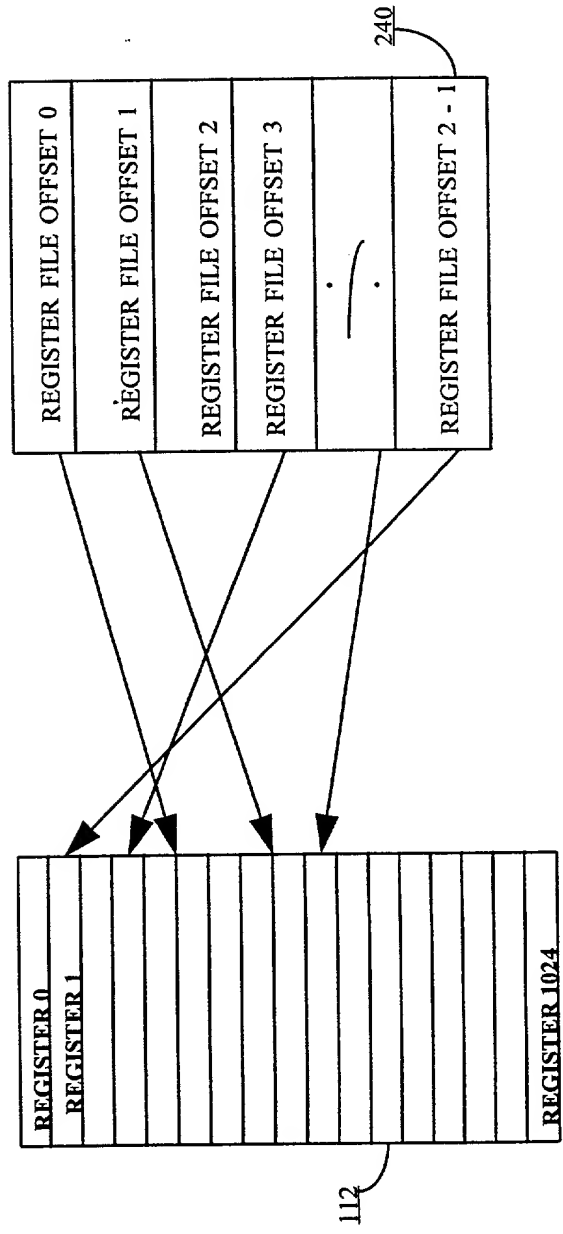 REGISTER 0
REGISTER 1
REGISTER 1024
112
REGISTER FILE OFFSET 0
REGISTER FILE OFFSET 1
REGISTER FILE OFFSET 2
REGISTER FILE OFFSET 3
REGISTER FILE OFFSET 2 - 1
240